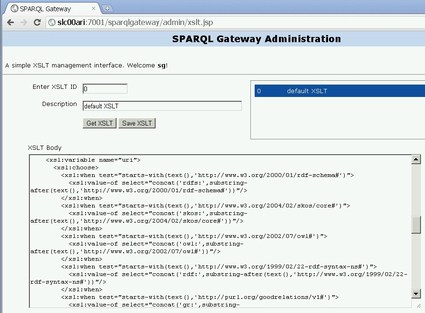 SPARQL Gateway
slc00ari:7001/sparqlgateway/admin/xslt.jsp
SPARQL Gateway Administration
A simple XSLT management interface. Welcome sg!
Enter XSLT ID
0
Description
default XSLT
Get XSLT
Save XSLT
0 default XSLT
XSLT Body
<xsl:variable name="uri">
<xsl:choose>
<xsl:when test="starts-with(text(),'http://www.w3.org/2000/01/rdf-schema#')">
<xsl:value-of select="concat('rdfs:',substring-
after(text(),'http://www.w3.org/2000/01/rdf-schema#'))"/>
</xsl:when>
<xsl:when test="starts-with(text(),'http://www.w3.org/2004/02/skos/core#')">
<xsl:value-of select="concat('skos:',substring-
after(text(),'http://www.w3.org/2004/02/skos/core#'))"/>
</xsl:when>
<xsl:when test="starts-with(text(),'http://www.w3.org/2002/07/owl#')">
<xsl:value-of select="concat('owl:',substring-
after(text(),'http://www.w3.org/2002/07/owl#'))"/>
</xsl:when>
<xsl:when test="starts-with(text(),'http://www.w3.org/1999/02/22-rdf-syntax-ns#')">
<xsl:value-of select="concat('rdf:',substring-after(text(),'http://www.w3.org/1999/02/22-
rdf-syntax-ns#'))"/>
</xsl:when>
<xsl:when test="starts-with(text(),'http://purl.org/goodrelations/v1#')">
<xsl:value-of select="concat('gr:',substring-